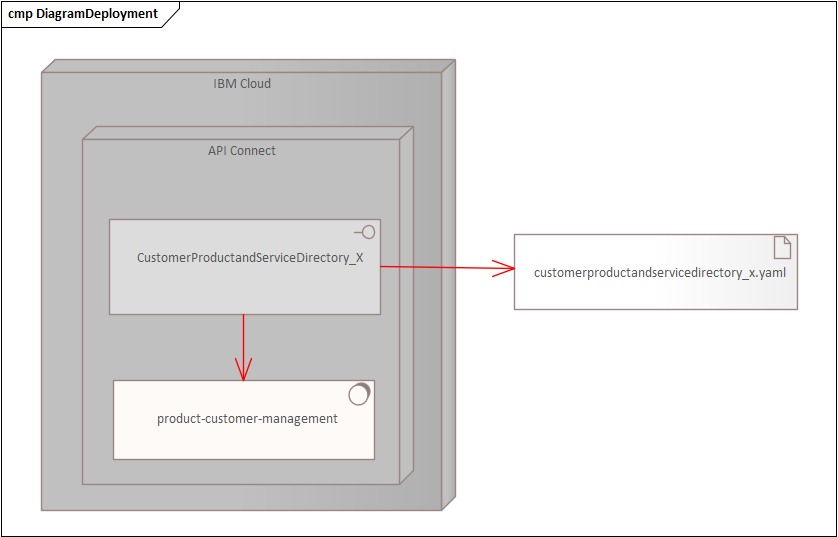 cmp DiagramDeployment
IBM Cloud
API Connect
CustomerProductandServiceDirectory_X
customerproductandservicedirectory_x.yaml
product-customer-management